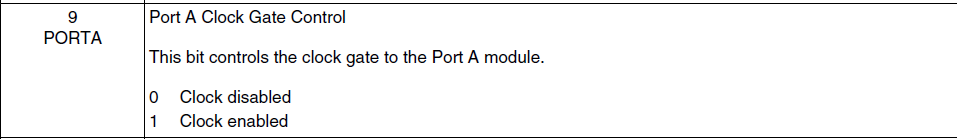 9
PORTA
Port A Clock Gate Control
This bit controls the clock gate to the Port A module.
0 Clock disabled
1 Clock enabled